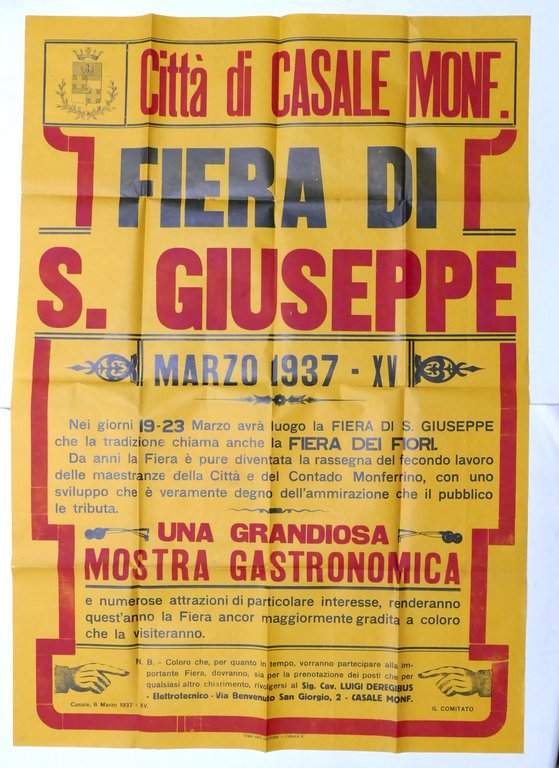 Città di CASALE MONF.
FIERA DI
S. GIUSEPPE
MARZO 1937 - XV
Nei giorni 19-23 Marzo avrà luogo la FIERA DI S. GIUSEPPE
che la tradizione chiama anche la FIERA DEI FIORI.
Da anni la Fiera è pure diventata la rassegna del fecondo lavoro
delle maestranze della Città e del Contado Monferrino, con uno
sviluppo che è veramente degno dell'ammirazione che il pubblico
le tributa.
UNA GRANDIOSA
MOSTRA GASTRONOMICA
e numerose attrazioni di particolare interesse, renderanno
quest'anno la Fiera ancor maggiormente gradita a coloro
che la visiteranno.
N. B. - Coloro che, per quanto in tempo, vorranno partecipare alla im-
portante Fiera, dovranno, sia per la prenotazione dei posti che per
qualsiasi altro chiarimento, rivolgersi al Sig. Cav. LUIGI DEREGIBUS
- Elettrotecnico - Via Benvenuto San Giorgio, 2 - CASALE MONF.
Casale, 8 Marzo 1937 - XV
IL COMITATO